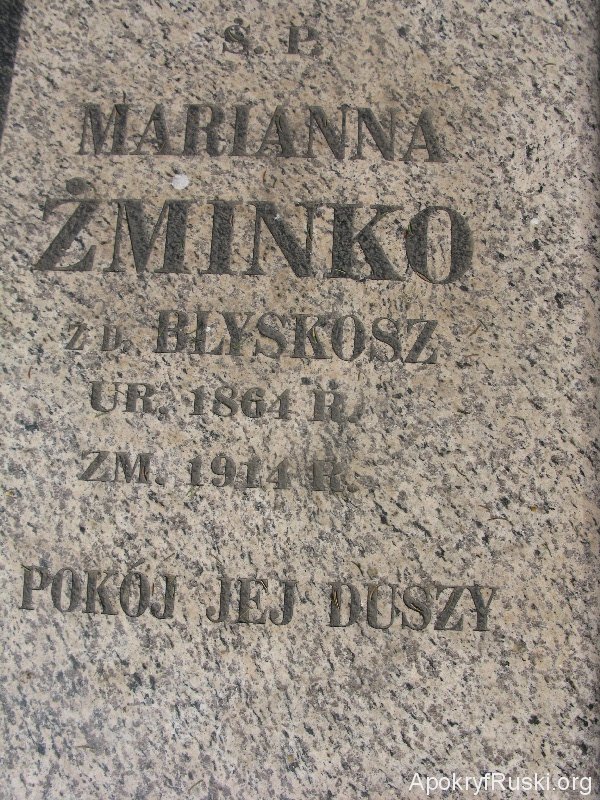 Ś. P.
MARIANNA
ŻMINKO
Z D. BŁYSKOSZ
UR. 1864 R.
ZM. 1914 R.
POKÓJ JEJ DUSZY
ApokryfRuski.org